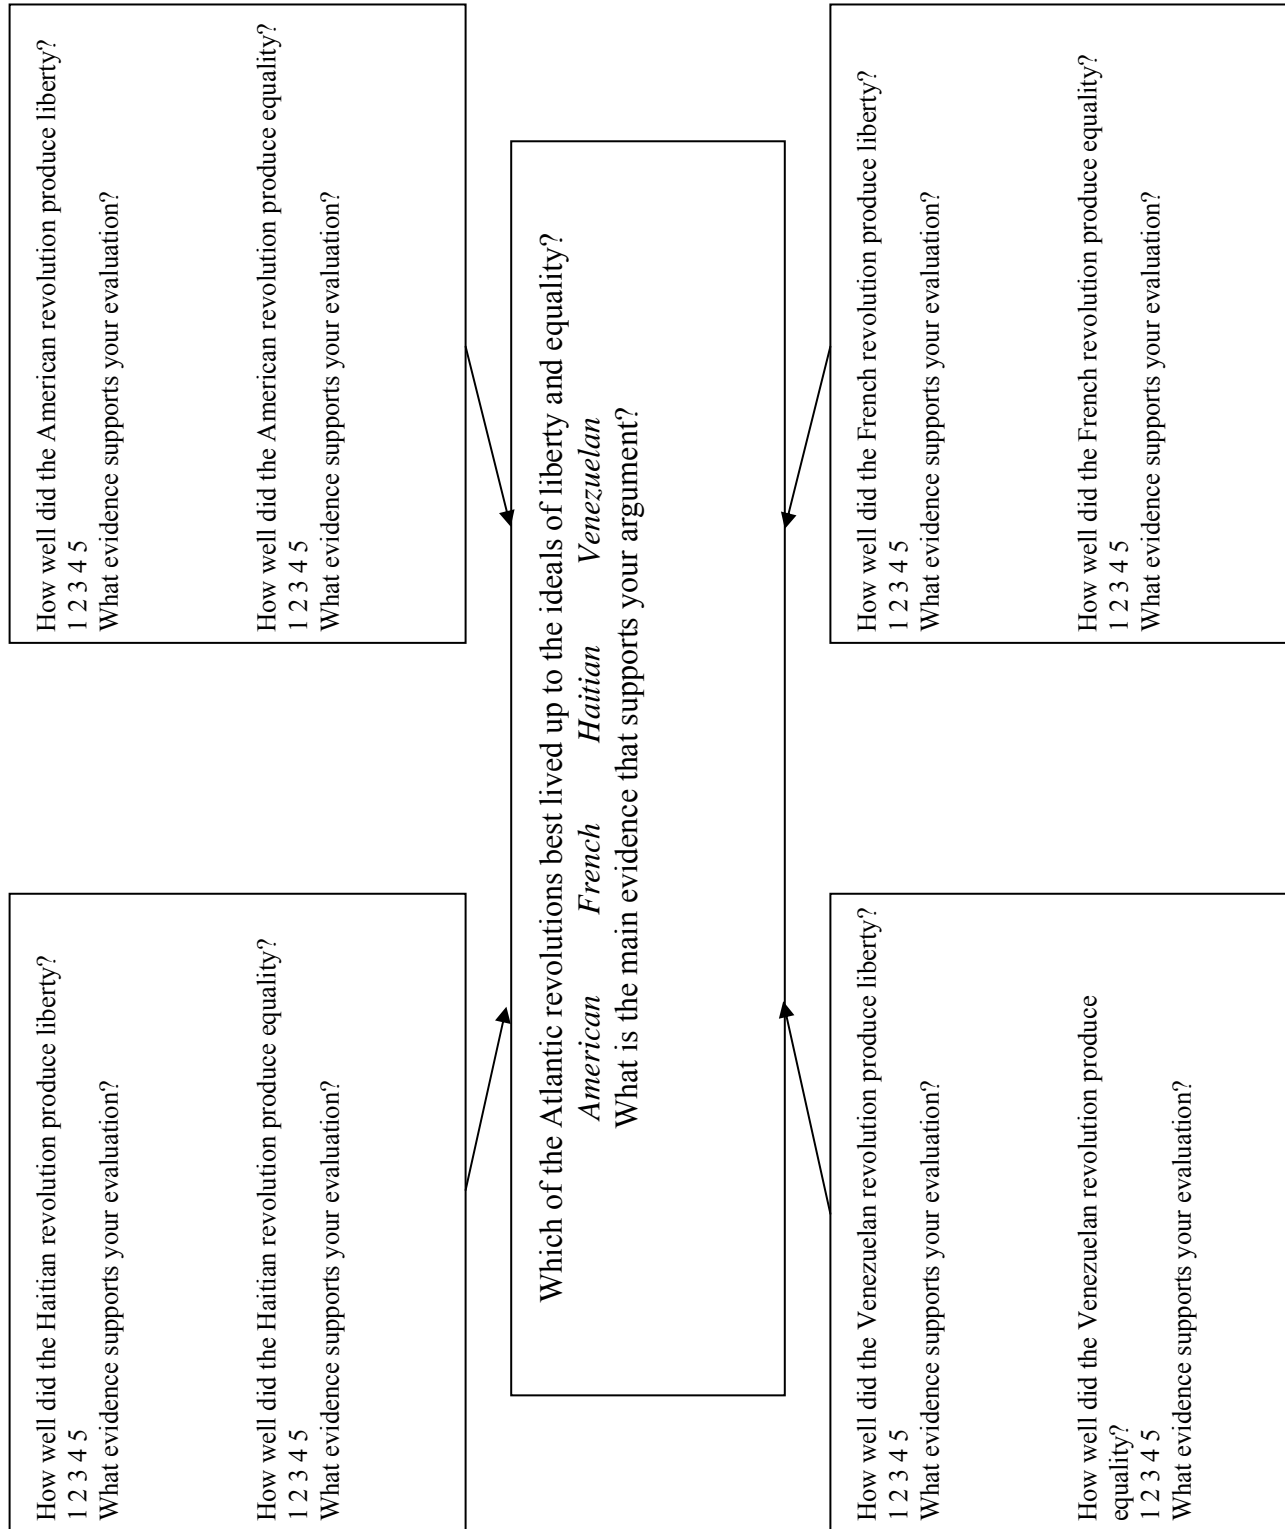 How well did the Haitian revolution produce liberty?
1 2 3 4 5
What evidence supports your evaluation?
How well did the Haitian revolution produce equality?
1 2 3 4 5
What evidence supports your evaluation?
How well did the American revolution produce liberty?
1 2 3 4 5
What evidence supports your evaluation?
How well did the American revolution produce equality?
1 2 3 4 5
What evidence supports your evaluation?
Which of the Atlantic revolutions best lived up to the ideals of liberty and equality?
American French Haitian Venezuelan
What is the main evidence that supports your argument?
How well did the Venezuelan revolution produce liberty?
1 2 3 4 5
What evidence supports your evaluation?
How well did the Venezuelan revolution produce
equality?
1 2 3 4 5
What evidence supports your evaluation?
How well did the French revolution produce liberty?
1 2 3 4 5
What evidence supports your evaluation?
How well did the French revolution produce equality?
1 2 3 4 5
What evidence supports your evaluation?